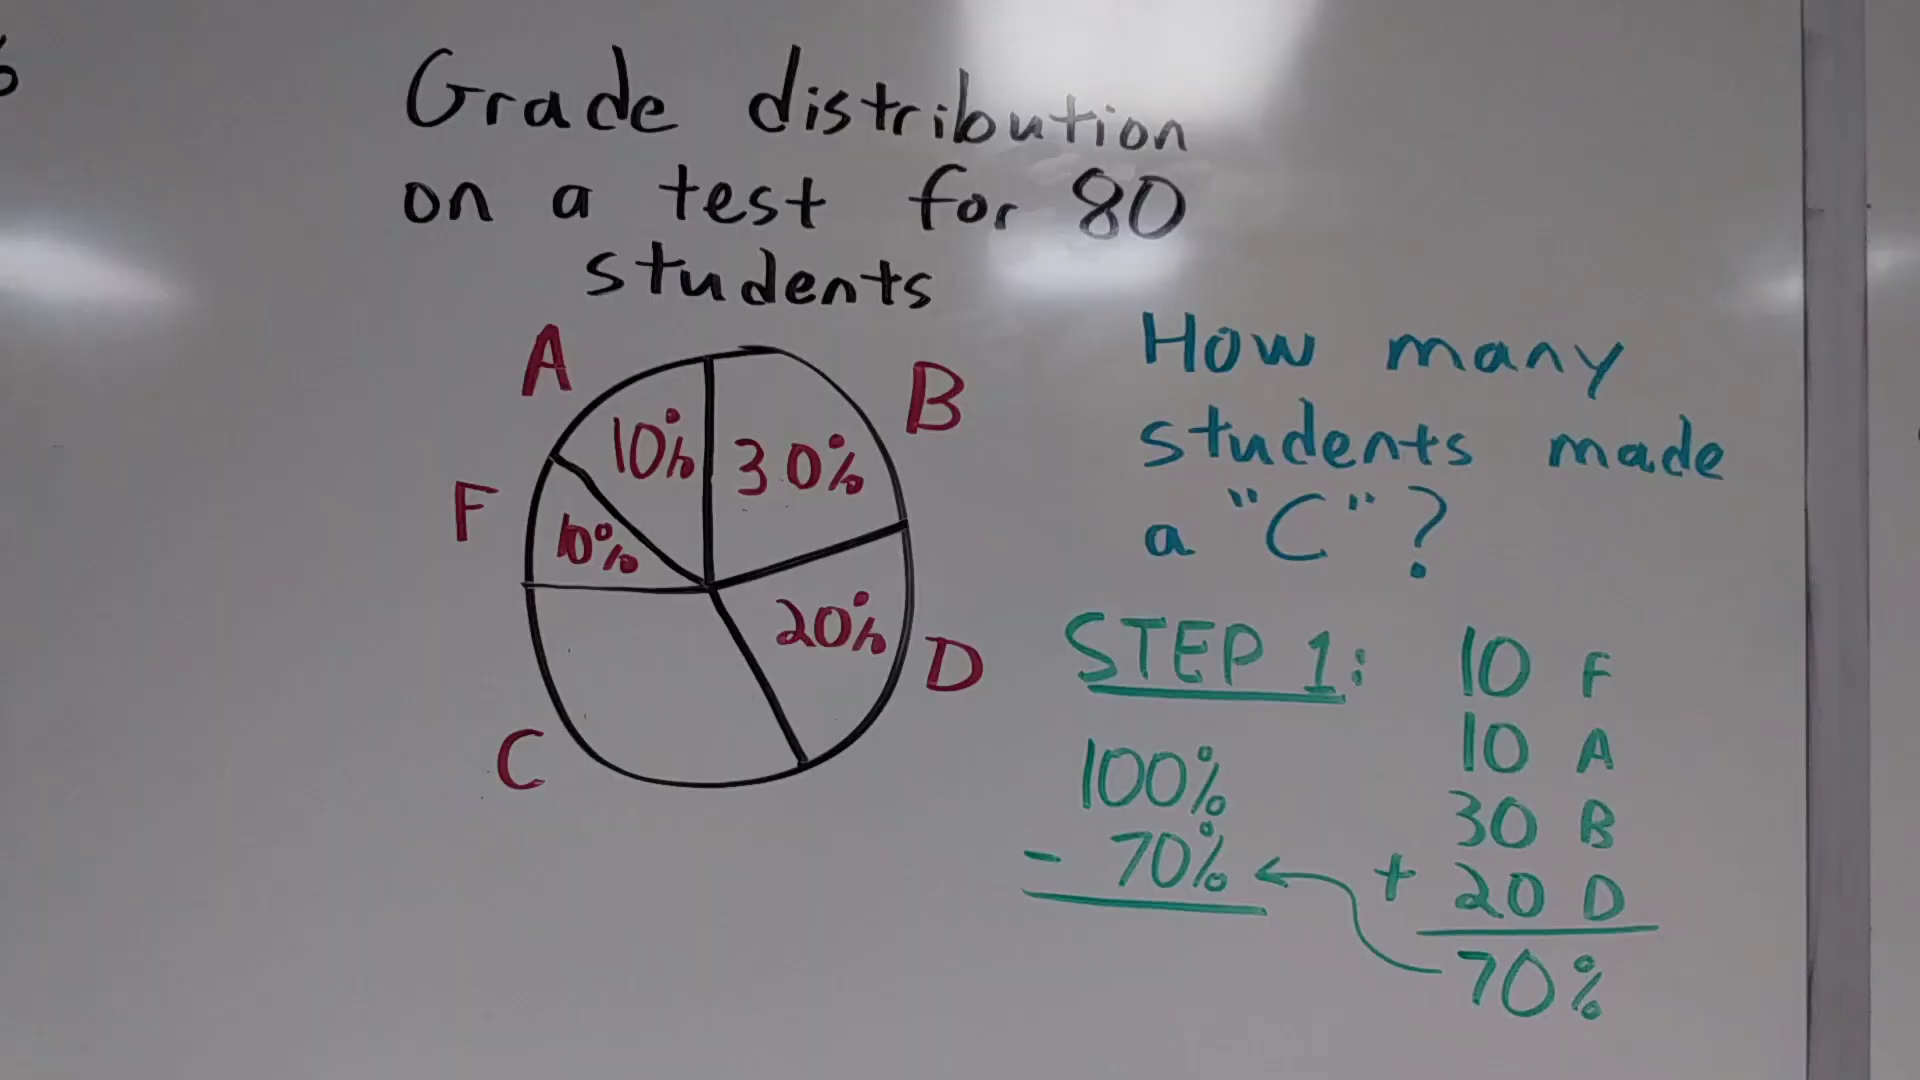 Grade distribution
on a test for 80
students
A
B
10%
30%
F
10%
20%
D
C
How many
students made
a "C"?
STEP 1:
10 F
10 A
30 B
+ 20 D
70%
100%
- 70%